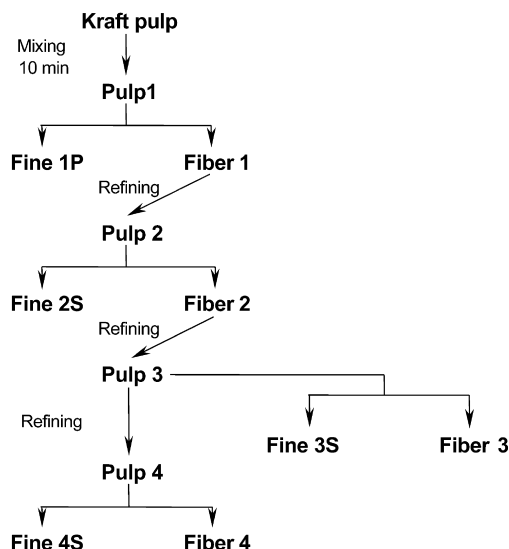 Kraft pulp
Mixing
10 min
Pulp1
Fine 1P
Fiber 1
Refining
Pulp 2
Fine 2S
Fiber 2
Refining
Pulp 3
Refining
Fine 3S
Fiber 3
Pulp 4
Fine 4S
Fiber 4